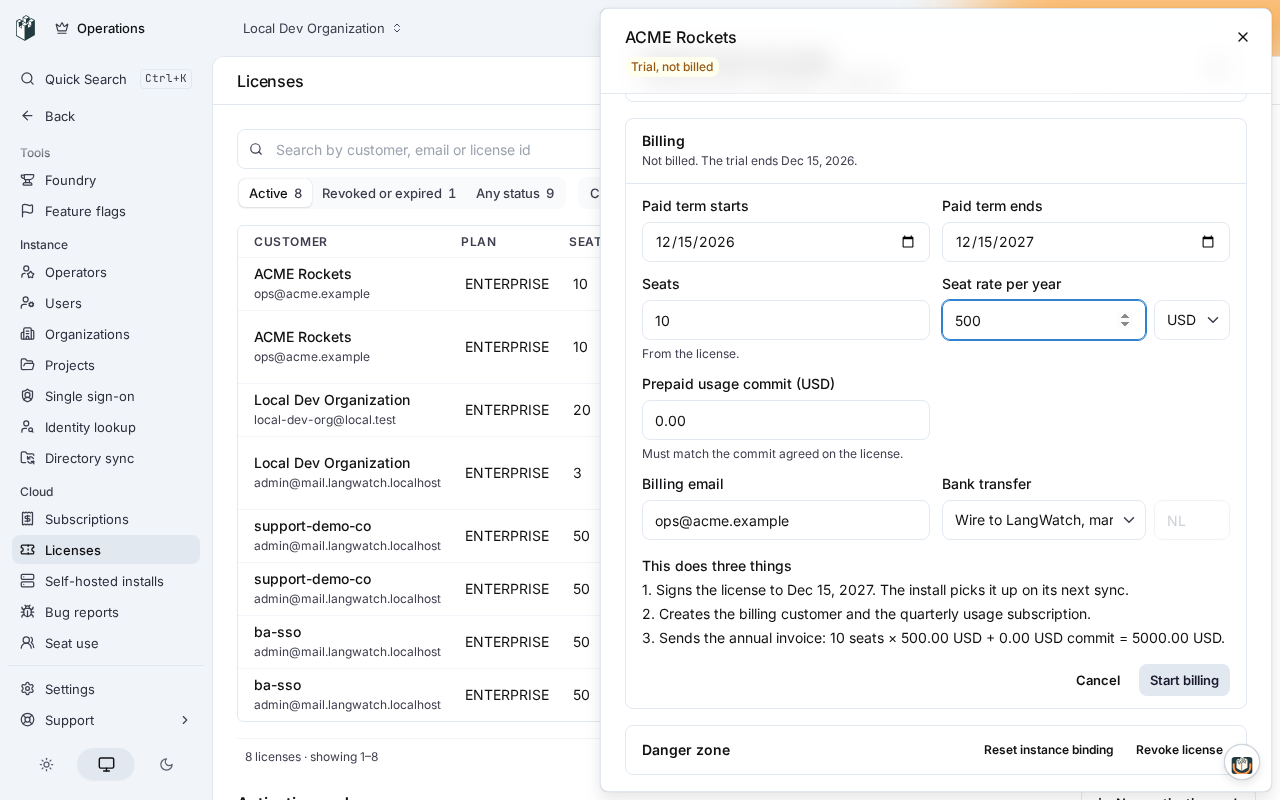 Operations
Local Dev Organization
Quick Search Ctrl+K
Back
Tools
Foundry
Feature flags
Instance
Operators
Users
Organizations
Projects
Single sign-on
Identity lookup
Directory sync
Cloud
Subscriptions
Licenses
Self-hosted installs
Bug reports
Seat use
Settings
Support
Licenses
Search by customer, email or license id
Active 8 Revoked or expired 1 Any status 9
CUSTOMER PLAN
ACME Rockets ENTERPRISE 10
ops@acme.example
ACME Rockets ENTERPRISE 10
ops@acme.example
Local Dev Organization ENTERPRISE 20
local-dev-org@local.test
Local Dev Organization ENTERPRISE 3
admin@mail.langwatch.localhost
support-demo-co ENTERPRISE 50
admin@mail.langwatch.localhost
support-demo-co ENTERPRISE 50
admin@mail.langwatch.localhost
ba-sso ENTERPRISE 50
admin@mail.langwatch.localhost
ba-sso ENTERPRISE 50
admin@mail.langwatch.localhost
8 licenses · showing 1–8
ACME Rockets
Trial, not billed
Billing
Not billed. The trial ends Dec 15, 2026.
Paid term starts Paid term ends
12/15/2026 12/15/2027
Seats Seat rate per year
10 500 USD
From the license.
Prepaid usage commit (USD)
0.00
Must match the commit agreed on the license.
Billing email Bank transfer
ops@acme.example Wire to LangWatch, mar NL
This does three things
1. Signs the license to Dec 15, 2027. The install picks it up on its next sync.
2. Creates the billing customer and the quarterly usage subscription.
3. Sends the annual invoice: 10 seats × 500.00 USD + 0.00 USD commit = 5000.00 USD.
Cancel Start billing
Danger zone Reset instance binding Revoke license